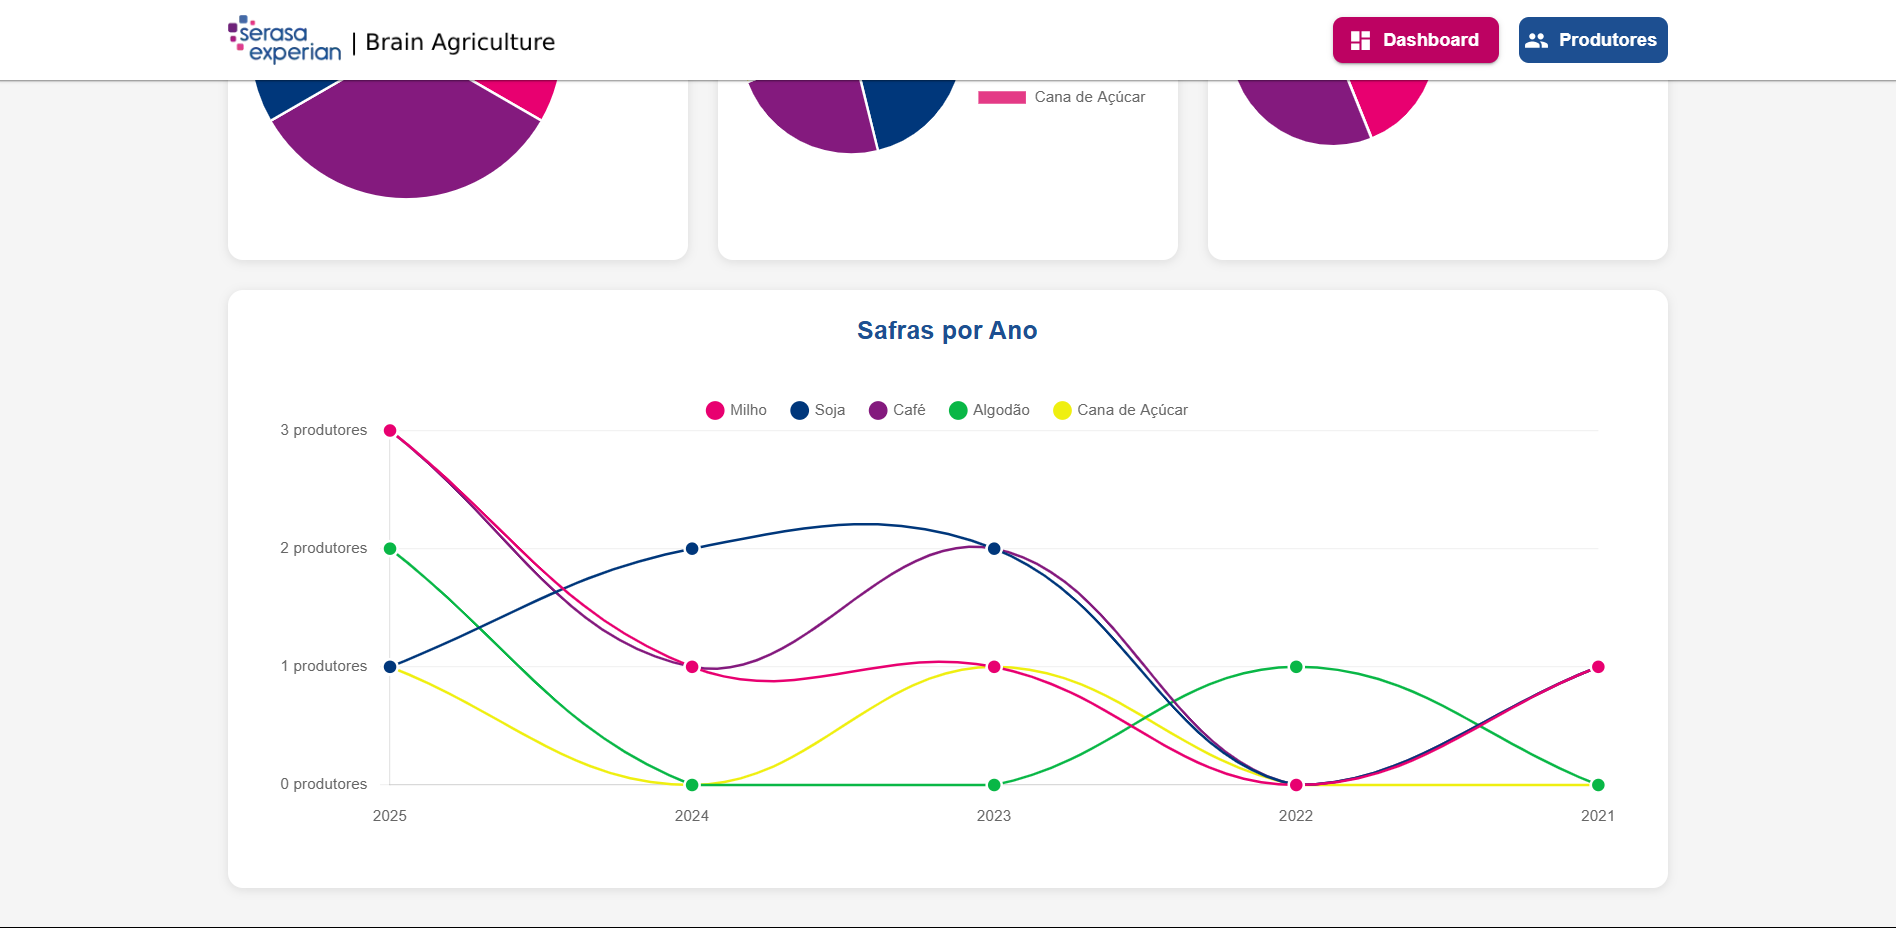 serasa
experian | Brain Agriculture
Dashboard
Produtores
Cana de Açúcar
Safras por Ano
Milho Soja Café Algodão Cana de Açúcar
3 produtores
2 produtores
1 produtores
0 produtores
2025 2024 2023 2022 2021